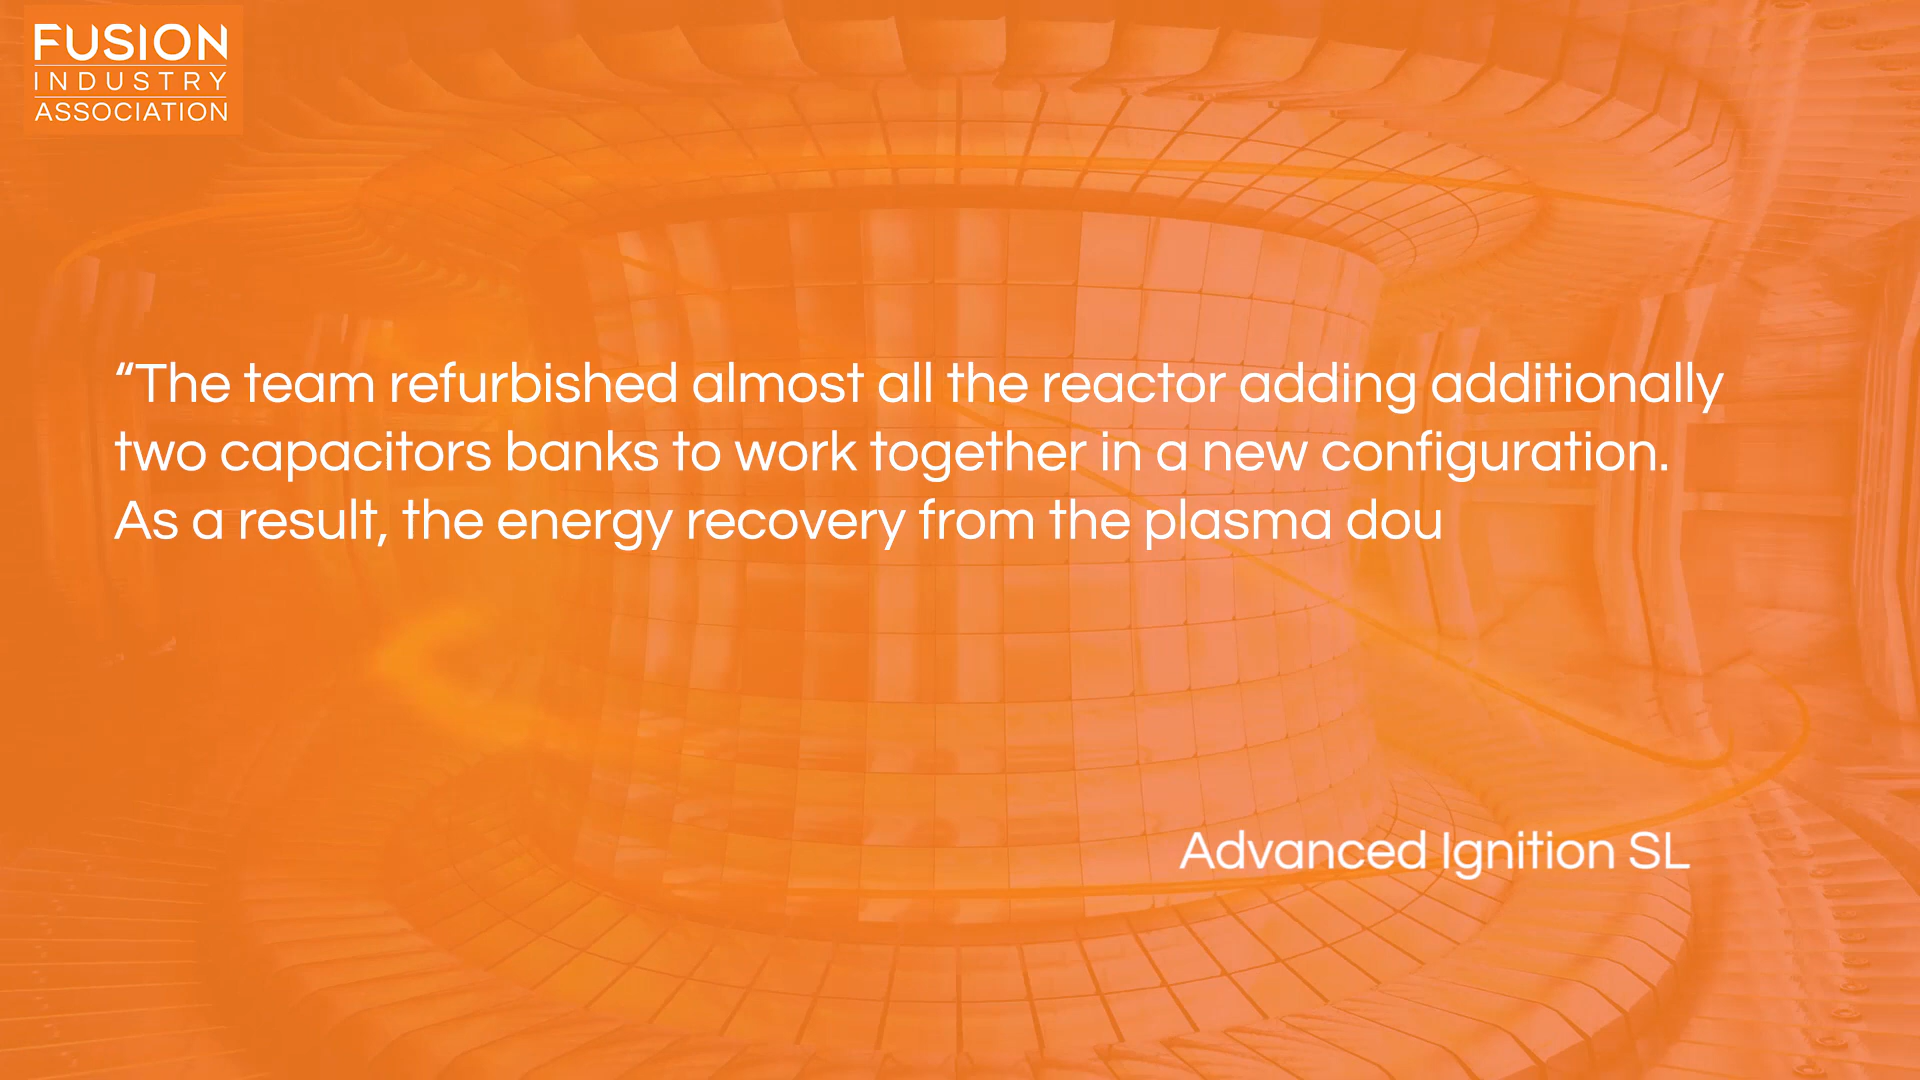 FUSION
INDUSTRY
ASSOCIATION
“The team refurbished almost all the reactor adding additionally
two capacitors banks to work together in a new configuration.
As a result, the energy recovery from the plasma dou
Advanced Ignition SL